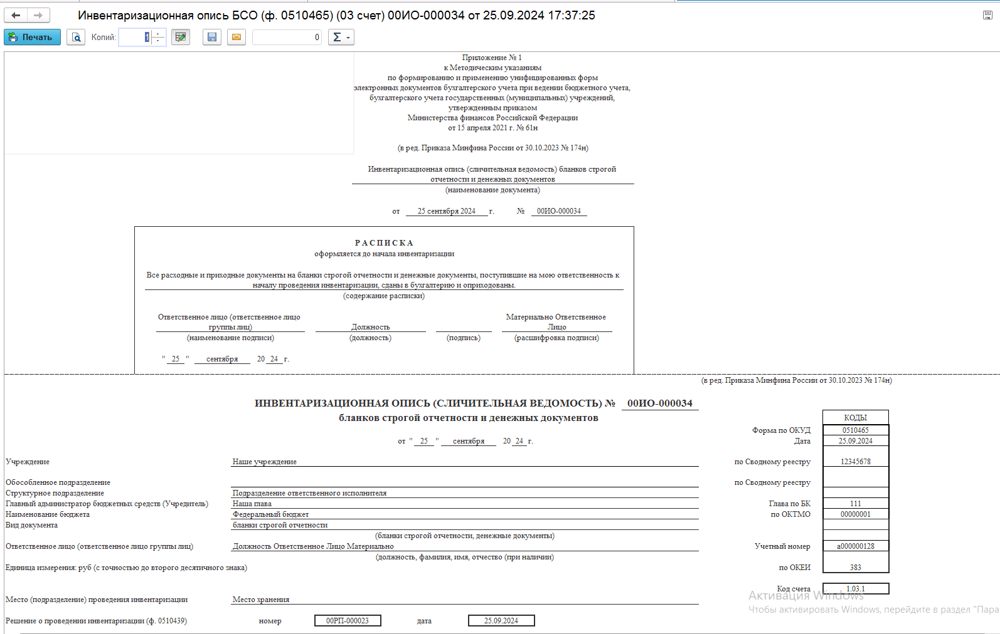 Инвентаризационная опись БСО (ф. 0510465) (03 счет) 00ИО-000034 от 25.09.2024 17:37:25
Печать Копий: 1 0 Σ
Приложение № 1
к Методическим указаниям
по формированию и применению унифицированных форм
электронных документов бухгалтерского учета при ведении бюджетного учета,
бухгалтерского учета государственных (муниципальных) учреждений,
утвержденным приказом
Министерства финансов Российской Федерации
от 15 апреля 2021 г. № 61н
(в ред. Приказа Минфина России от 30.10.2023 № 174н)
Инвентаризационная опись (сличительная ведомость) бланков строгой
отчетности и денежных документов
(наименование документа)
от 25 сентября 2024 г. № 00ИО-000034
РАСПИСКА
оформляется до начала инвентаризации
Все расходные и приходные документы на бланки строгой отчетности и денежные документы, поступившие на мою ответственность к
началу проведения инвентаризации, сданы в бухгалтерию и оприходованы.
(содержание расписки)
Ответственное лицо (ответственное лицо Материально Ответственное
группы лиц) Должность Лицо
(наименование подписи) (должность) (подпись) (расшифровка подписи)
" 25 " сентября 20 24 г.
(в ред. Приказа Минфина России от 30.10.2023 № 174н)
ИНВЕНТАРИЗАЦИОННАЯ ОПИСЬ (СЛИЧИТЕЛЬНАЯ ВЕДОМОСТЬ) № 00ИО-000034
бланков строгой отчетности и денежных документов
КОДЫ
Форма по ОКУД 0510465
от " 25 " сентября 20 24 г. Дата 25.09.2024
Учреждение Наше учреждение по Сводному реестру 12345678
Обособленное подразделение по Сводному реестру
Структурное подразделение Подразделение ответственного исполнителя
Главный администратор бюджетных средств (Учредитель) Наша глава Глава по БК 111
Наименование бюджета Федеральный бюджет по ОКТМО 00000001
Вид документа бланки строгой отчетности
(бланки строгой отчетности, денежные документы)
Ответственное лицо (ответственное лицо группы лиц) Должность Ответственное Лицо Материально Учетный номер а000000128
(должность, фамилия, имя, отчество (при наличии)
Единица измерения: руб (с точностью до второго десятичного знака) по ОКЕИ 383
Код счета 1.03.1
Активация Windows
Место (подразделение) проведения инвентаризации Место хранения
Чтобы активировать Windows, перейдите в раздел "Пара
Решение о проведении инвентаризации (ф. 0510439) номер 00РП-000023 дата 25.09.2024